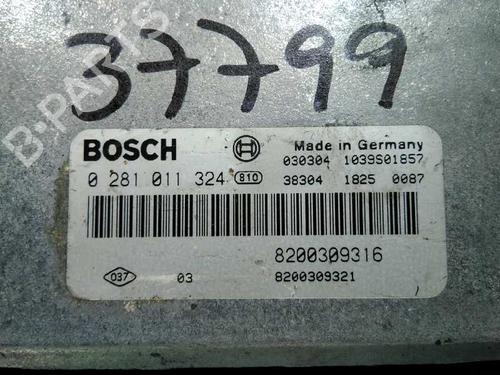 37799
B-PARTS
BOSCH
Made in Germany
030304 1039S01857
0 281 011 324 810
38304 1825 0087
8200309316
037 03 8200309321